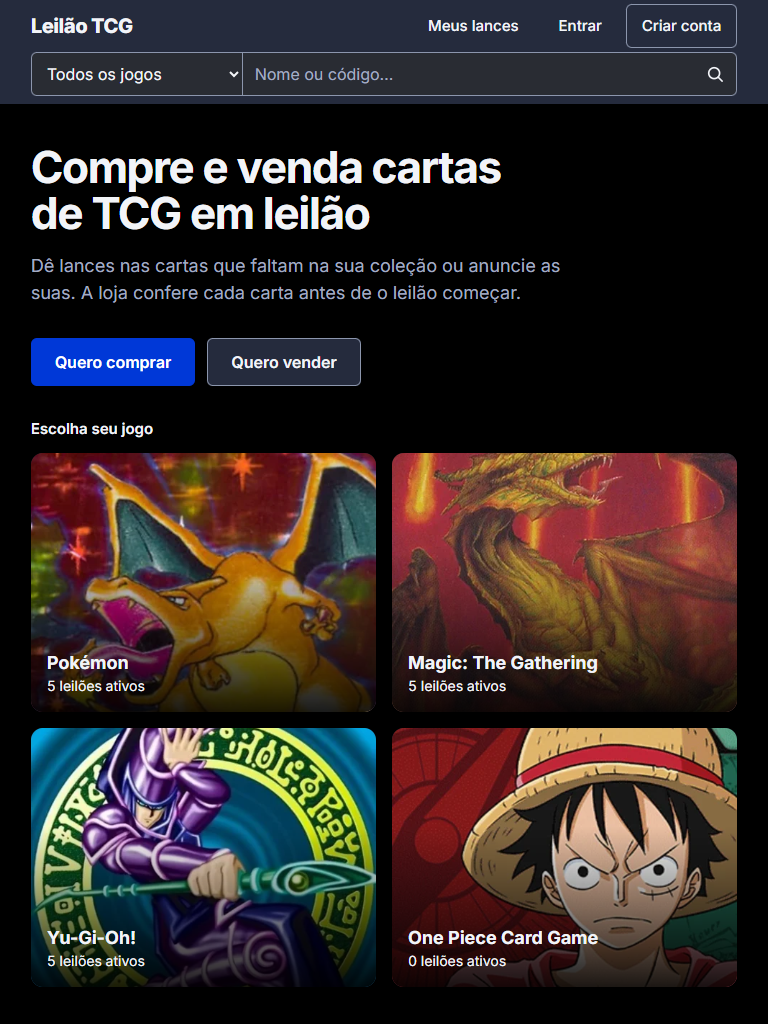 Leilão TCG
Meus lances
Entrar
Criar conta
Todos os jogos
Nome ou código...
Compre e venda cartas
de TCG em leilão
Dê lances nas cartas que faltam na sua coleção ou anuncie as
suas. A loja confere cada carta antes de o leilão começar.
Quero comprar
Quero vender
Escolha seu jogo
Pokémon
5 leilões ativos
Magic: The Gathering
5 leilões ativos
Yu-Gi-Oh!
5 leilões ativos
One Piece Card Game
0 leilões ativos